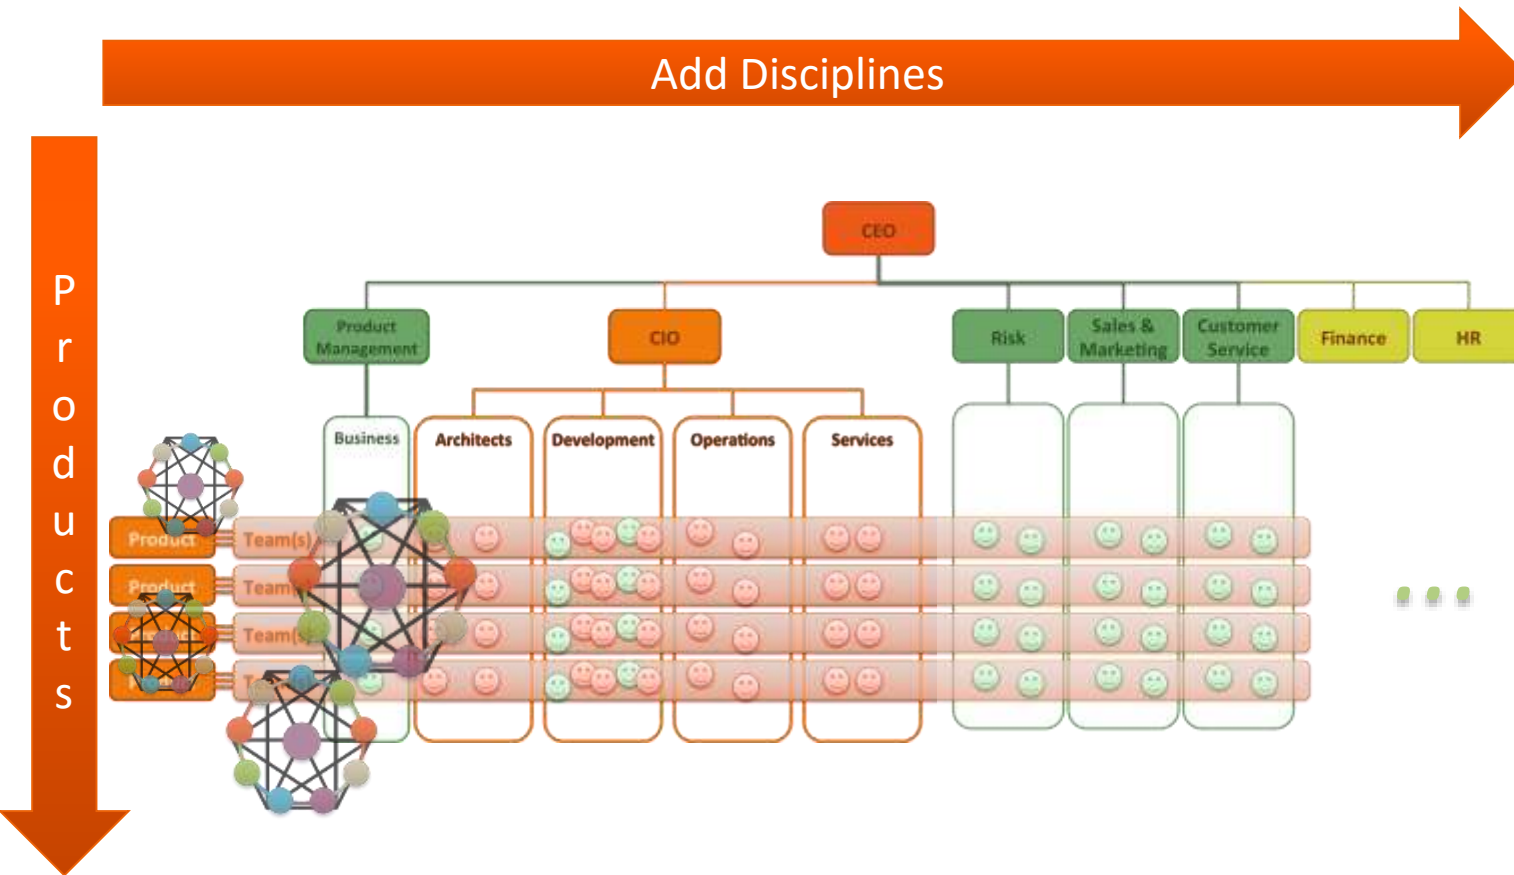 Add Disciplines
Products
CEO
Product
Management
CIO
Risk
Sales &
Marketing
Customer
Service
Finance
HR
Business
Architects
Development
Operations
Services
Product
Team(s)
Product
Team(s)
...